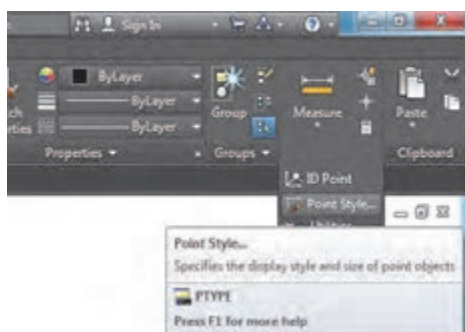 Sign In
ByLayer
ByLayer
ByLayer
Group
Measure
Paste
Properties
Groups
Clipboard
ID Point
Point Style...
Utilities
Point Style...
Specifies the display style and size of point objects
PTYPE
Press F1 for more help